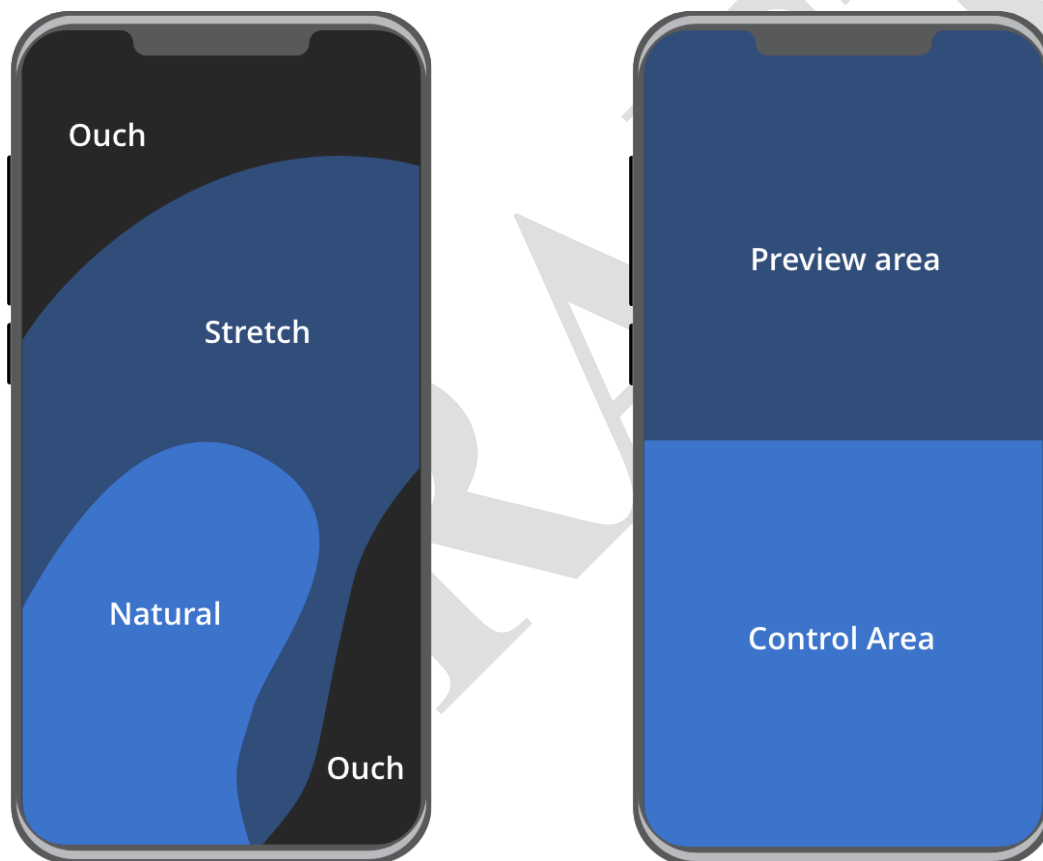 Ouch
Stretch
Natural
Ouch
Preview area
Control Area